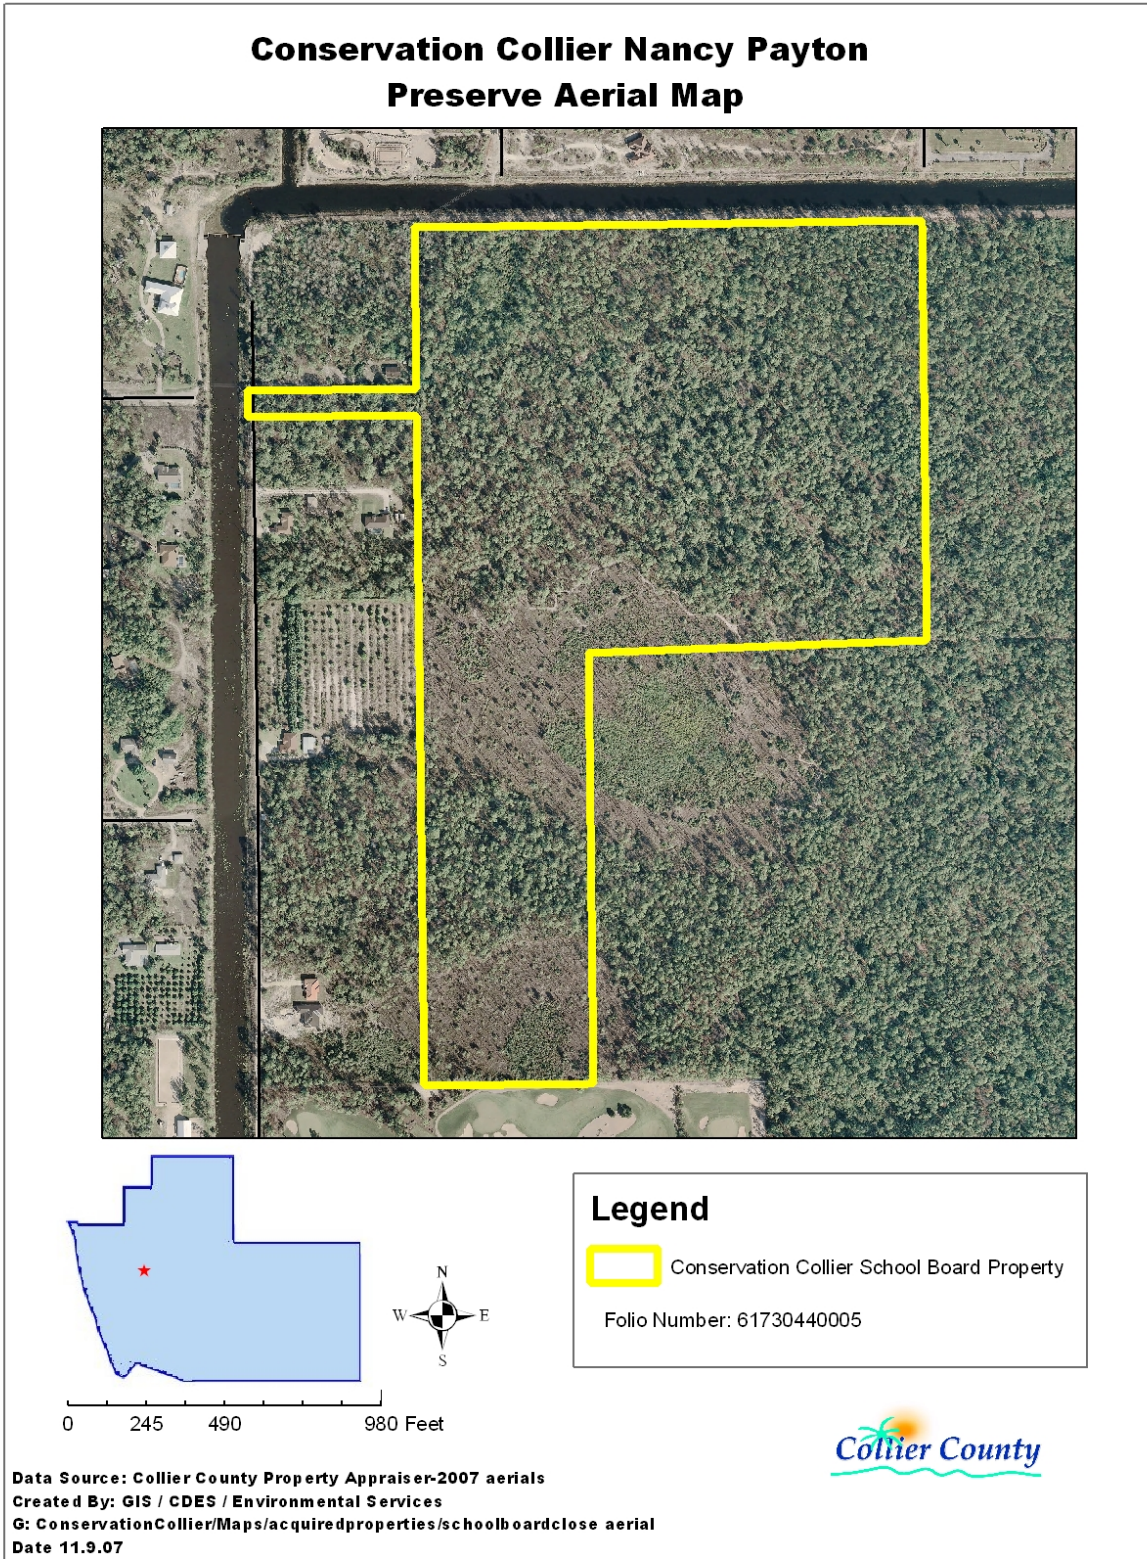 Conservation Collier Nancy Payton
Preserve Aerial Map
Legend
Conservation Collier School Board Property
Folio Number: 61730440005
N
W E
S
0 245 490 980 Feet
Collier County
Data Source: Collier County Property Appraiser-2007 aerials
Created By: GIS / CDES / Environmental Services
G: ConservationCollier/Maps/acquiredproperties/schoolboardclose aerial
Date 11.9.07